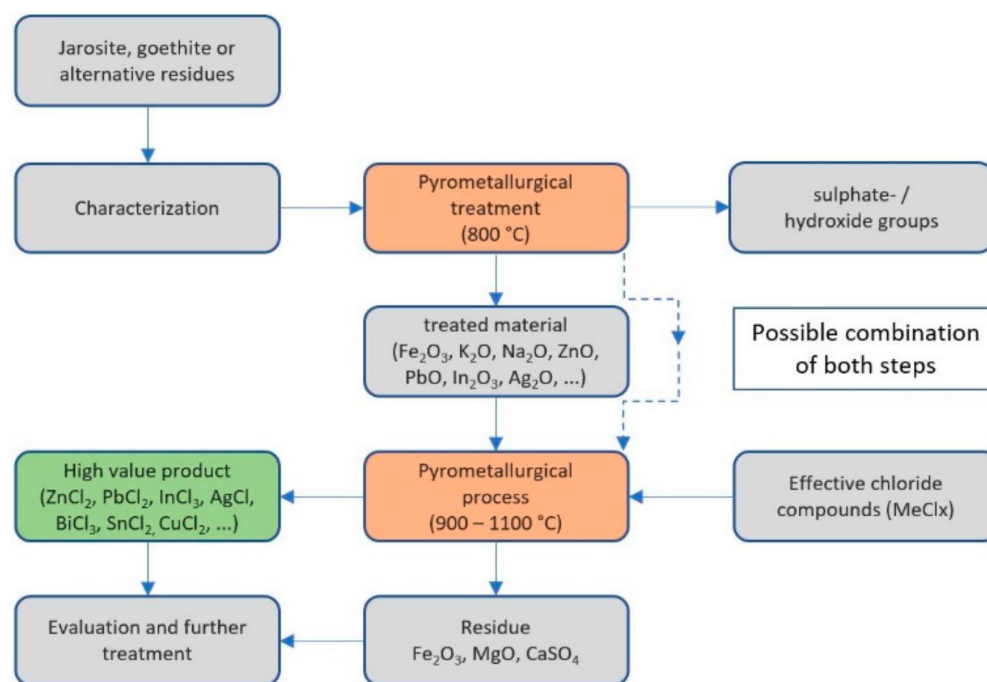 Jarosite, goethite or
alternative residues
Characterization
Pyrometallurgical
treatment
(800 °C)
sulphate- /
hydroxide groups
treated material
(Fe₂O₃, K₂O, Na₂O, ZnO,
PbO, In₂O₃, Ag₂O, ...)
Possible combination
of both steps
High value product
(ZnCl₂, PbCl₂, InCl₃, AgCl,
BiCl₃, SnCl₂, CuCl₂, ...)
Pyrometallurgical
process
(900 – 1100 °C)
Effective chloride
compounds (MeClx)
Evaluation and further
treatment
Residue
Fe₂O₃, MgO, CaSO₄